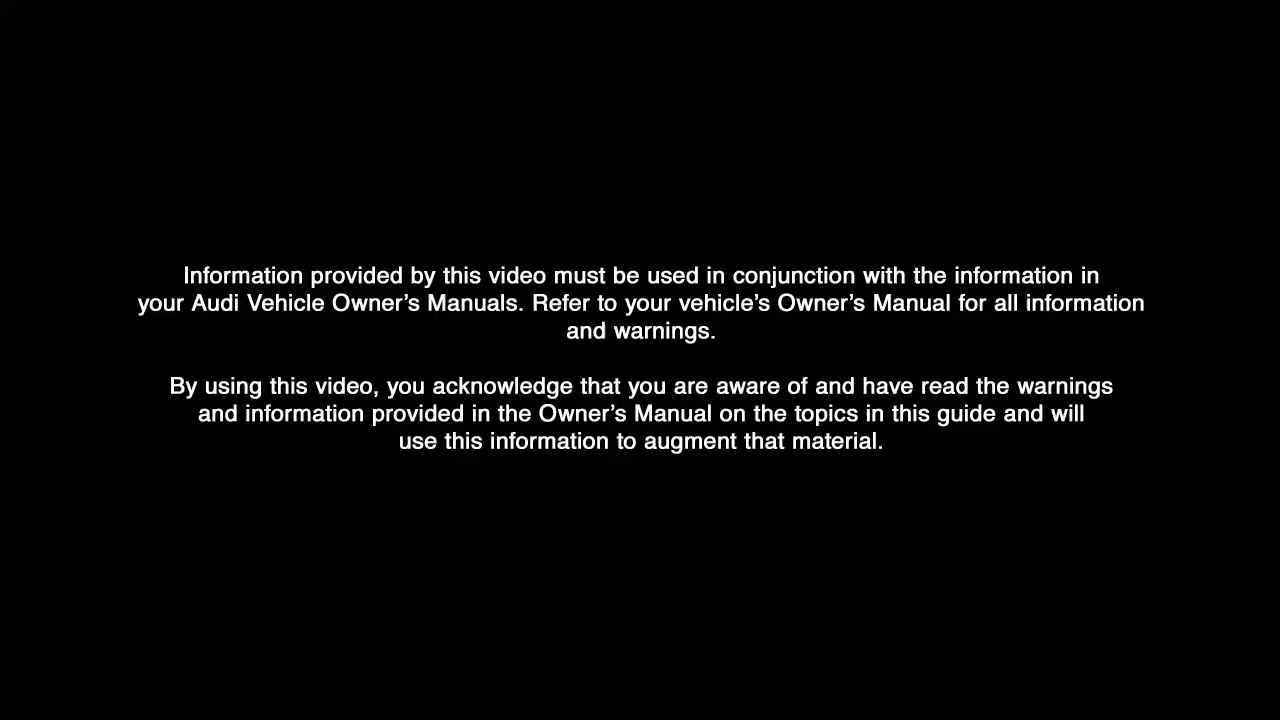 Information provided by this video must be used in conjunction with the information in
your Audi Vehicle Owner’s Manuals. Refer to your vehicle’s Owner’s Manual for all information
and warnings.
By using this video, you acknowledge that you are aware of and have read the warnings
and information provided in the Owner’s Manual on the topics in this guide and will
use this information to augment that material.